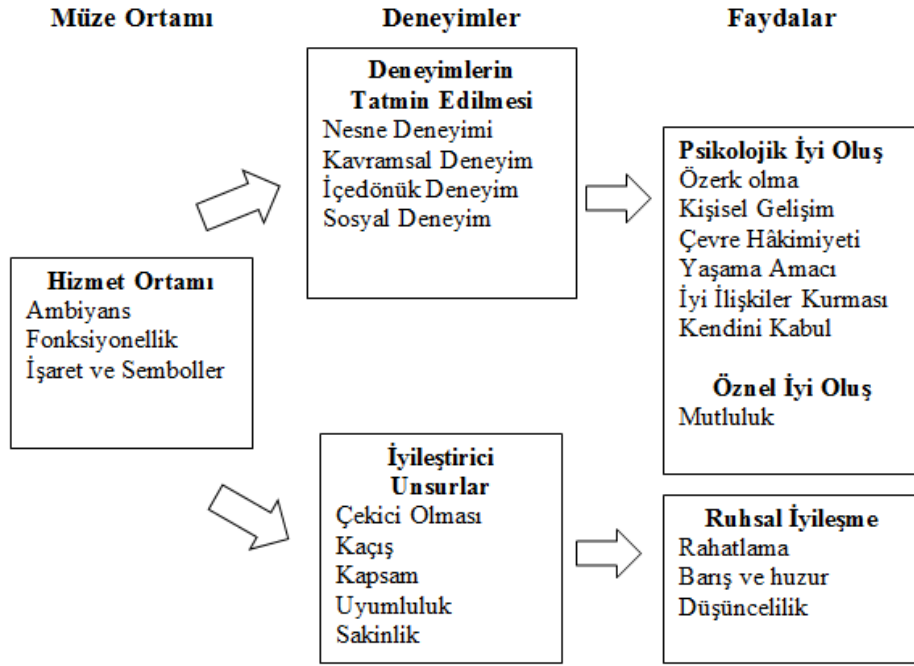 Müze Ortamı
Deneyimler
Faydalar
Hizmet Ortamı
Ambiyans
Fonksiyonellik
İşaret ve Semboller
Deneyimlerin
Tatmin Edilmesi
Nesne Deneyimi
Kavramsal Deneyim
İçedönük Deneyim
Sosyal Deneyim
İyileştirici
Unsurlar
Çekici Olması
Kaçış
Kapsam
Uyumluluk
Sakinlik
Psikolojik İyi Oluş
Özerk olma
Kişisel Gelişim
Çevre Hâkimiyeti
Yaşama Amacı
İyi İlişkiler Kurması
Kendini Kabul
Öznel İyi Oluş
Mutluluk
Ruhsal İyileşme
Rahatlama
Barış ve huzur
Düşüncelilik